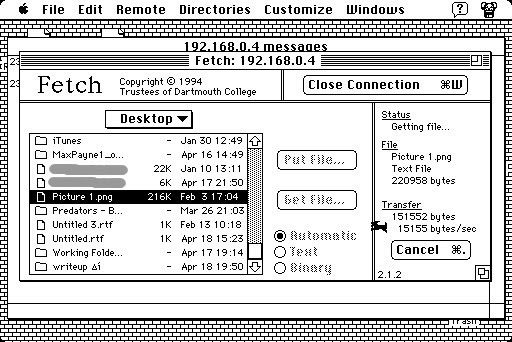 File Edit Remote Directories Customize Windows
192.168.0.4 messages
Fetch: 192.168.0.4
Fetch
Copyright © 1994
Trustees of Dartmouth College
Close Connection ⌘W
Desktop
iTunes - Jan 30 12:49
MaxPayne1_o... - Apr 16 14:49
22K Jan 10 13:11
6K Apr 17 21:50
Picture 1.png 216K Feb 3 17:04
Predators - B... - Mar 26 21:03
Untitled 3.rtf 1K Feb 13 10:18
Untitled.rtf 1K Apr 18 15:23
Working Folde... - Apr 17 19:14
writeup ∆í - Apr 18 19:50
Put File...
Get File...
Automatic
Text
Binary
Status
Getting file...
File
Picture 1.png
Text File
220958 bytes
Transfer
151552 bytes
15155 bytes/sec
Cancel ⌘.
2.1.2
Trash